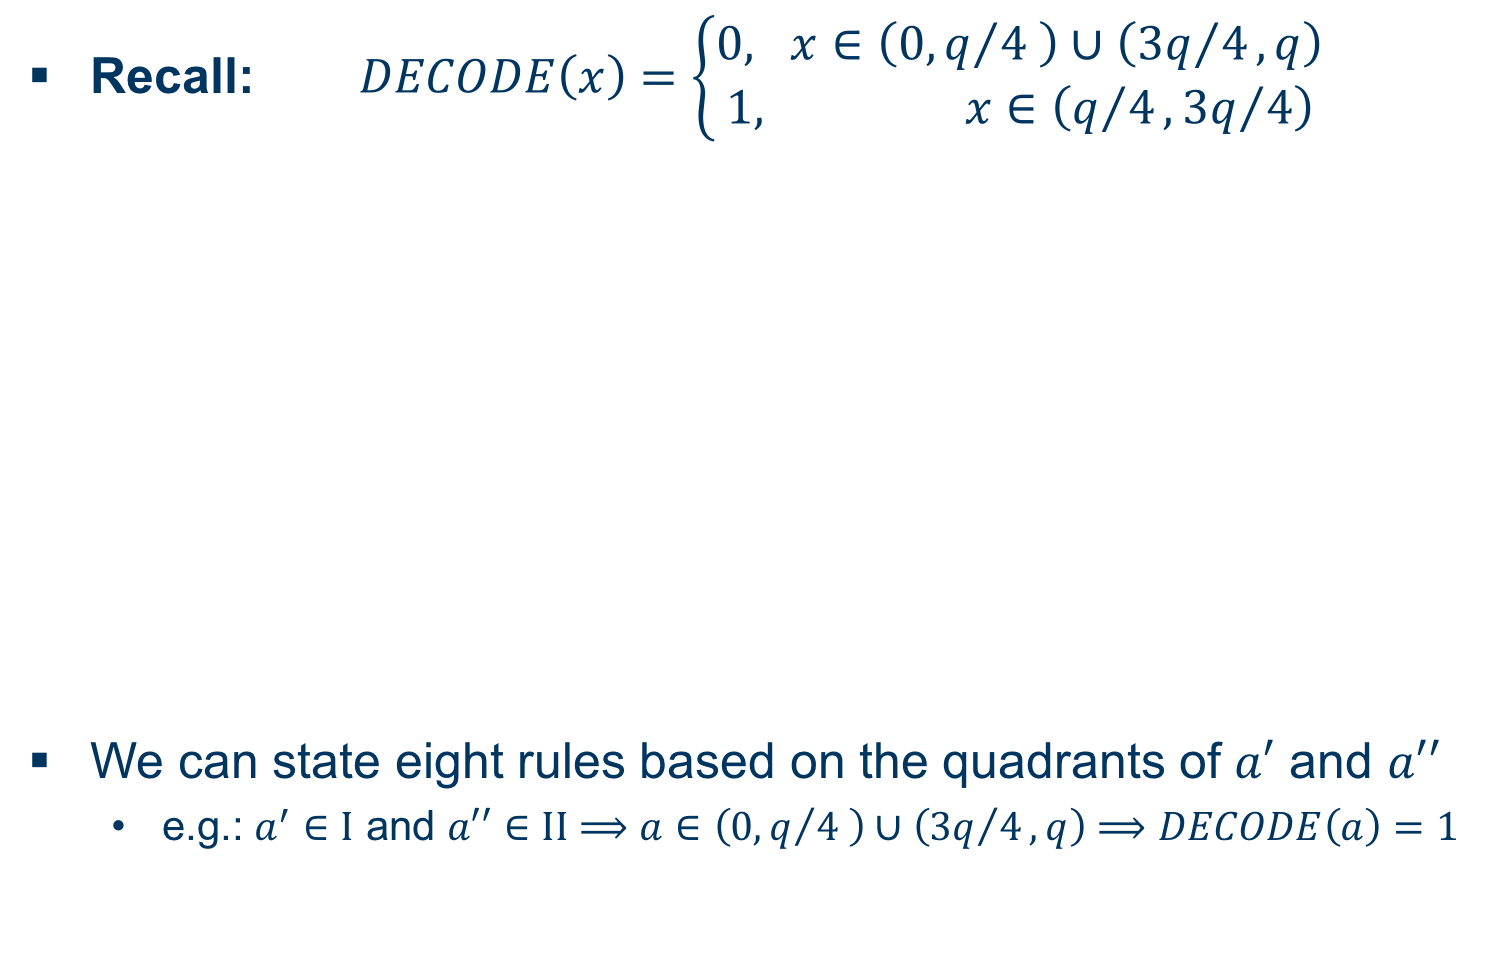 ▪ Recall: 𝐷𝐸𝐶𝑂𝐷𝐸(𝑥) = { 0, 𝑥 ∈ (0, 𝑞/4 ) ∪ (3𝑞/4 , 𝑞)
1, 𝑥 ∈ (𝑞/4 , 3𝑞/4)
▪ We can state eight rules based on the quadrants of 𝑎′ and 𝑎′′
• e.g.: 𝑎′ ∈ I and 𝑎′′ ∈ II ⟹ 𝑎 ∈ (0, 𝑞/4 ) ∪ (3𝑞/4 , 𝑞) ⟹ 𝐷𝐸𝐶𝑂𝐷𝐸(𝑎) = 1